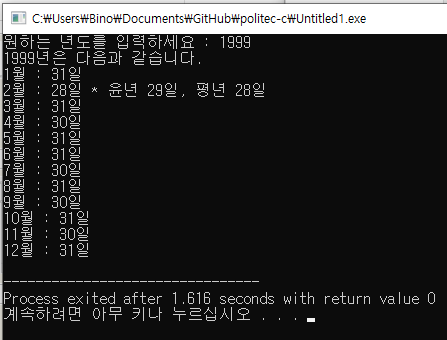 C:₩Users₩Bino₩Documents₩GitHub₩politec-c₩Untitled1.exe
원하는 년도를 입력하세요 : 1999
1999년은 다음과 같습니다.
1월 : 31일
2월 : 28일 * 윤년 29일, 평년 28일
3월 : 31일
4월 : 30일
5월 : 31일
6월 : 31일
7월 : 30일
8월 : 31일
9월 : 30일
10월 : 31일
11월 : 30일
12월 : 31일
--------------------------------
Process exited after 1.616 seconds with return value 0
계속하려면 아무 키나 누르십시오 . . .